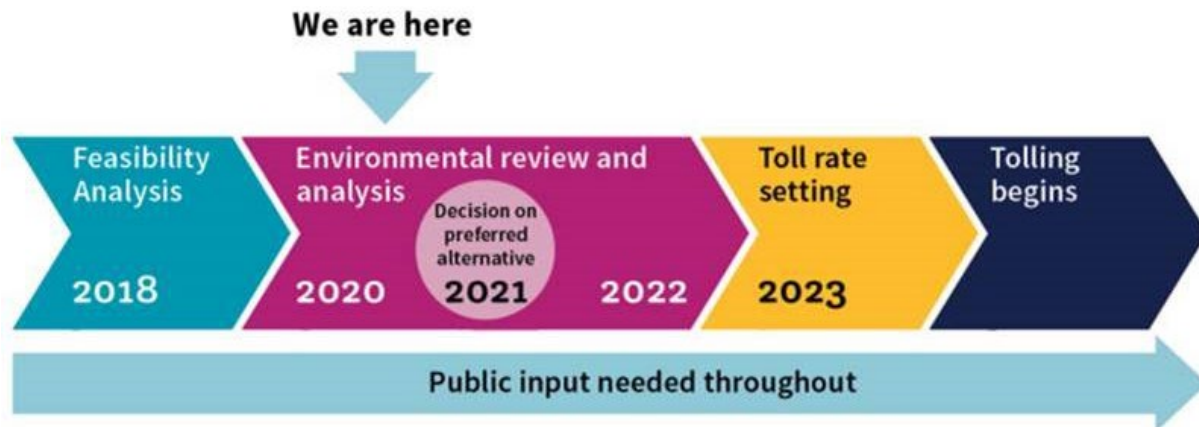 We are here
Feasibility
Analysis
2018
Environmental review and
analysis
Decision on
preferred
alternative
2020
2021
2022
Toll rate
setting
2023
Tolling
begins
Public input needed throughout